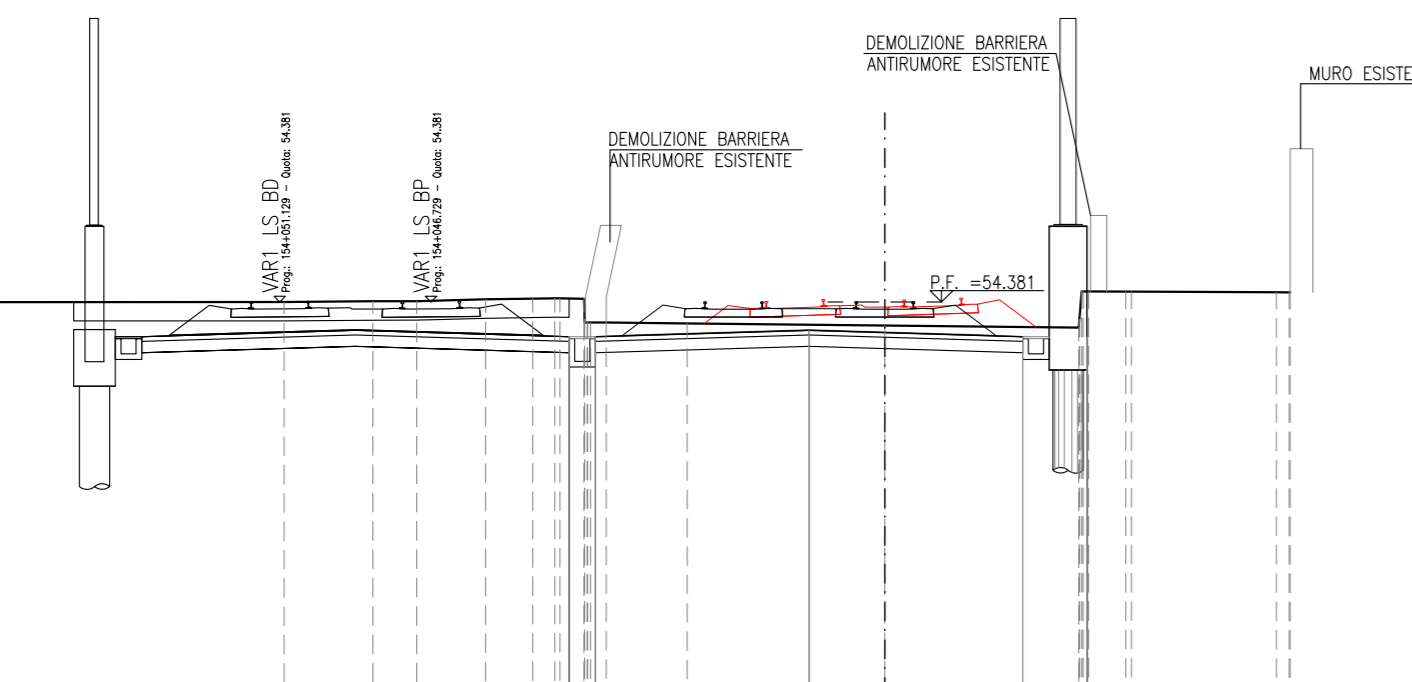 DEMOLIZIONE BARRIERA
ANTIRUMORE ESISTENTE
MURO ESISTE
DEMOLIZIONE BARRIERA
ANTIRUMORE ESISTENTE
VAR1 LS BD
Prog.: 154+051.129 - Quota: 54.381
VAR1 LS BP
Prog.: 154+046.729 - Quota: 54.381
P.F. =54.381